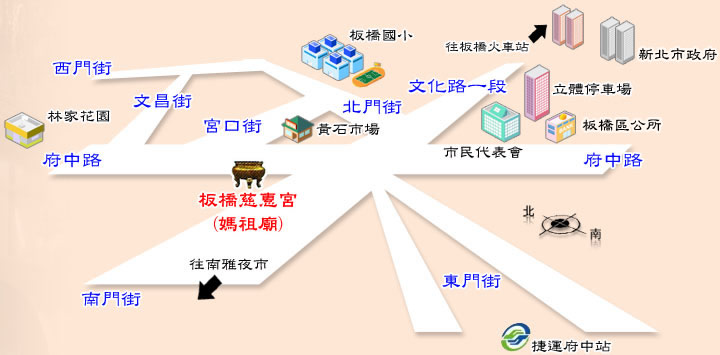 板橋國小
往板橋火車站
新北市政府
西門街
文昌街
北門街
文化路一段
立體停車場
林家花園
宮口街
黃石市場
市民代表會
板橋區公所
府中路
府中路
板橋慈惠宮
(媽祖廟)
北
南
往南雅夜市
南門街
東門街
捷運府中站